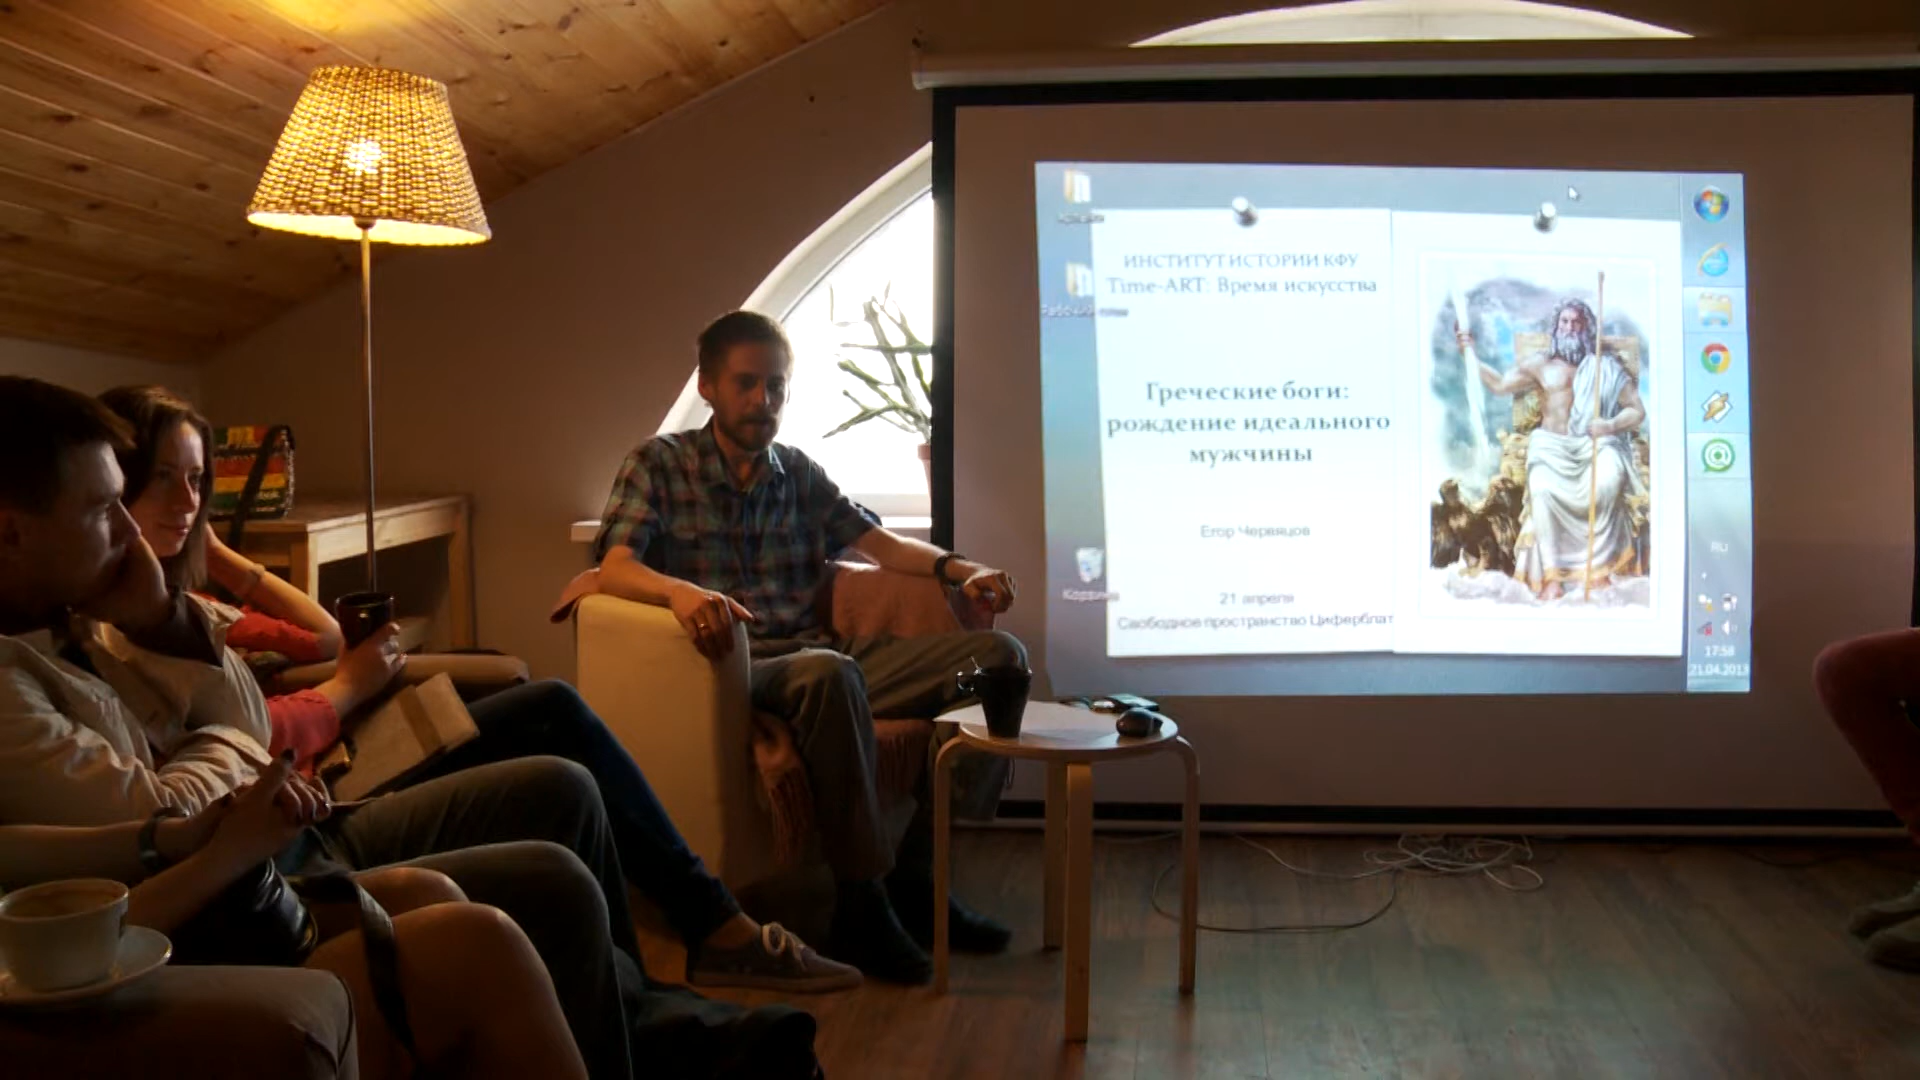 ИНСТИТУТ ИСТОРИИ КФУ
Time-ART: Время искусства
Греческие боги:
рождение идеального
мужчины
Егор Червяцов
21 апреля
Свободное пространство Циферблат
Корзина
RU
17:58
21.04.2013